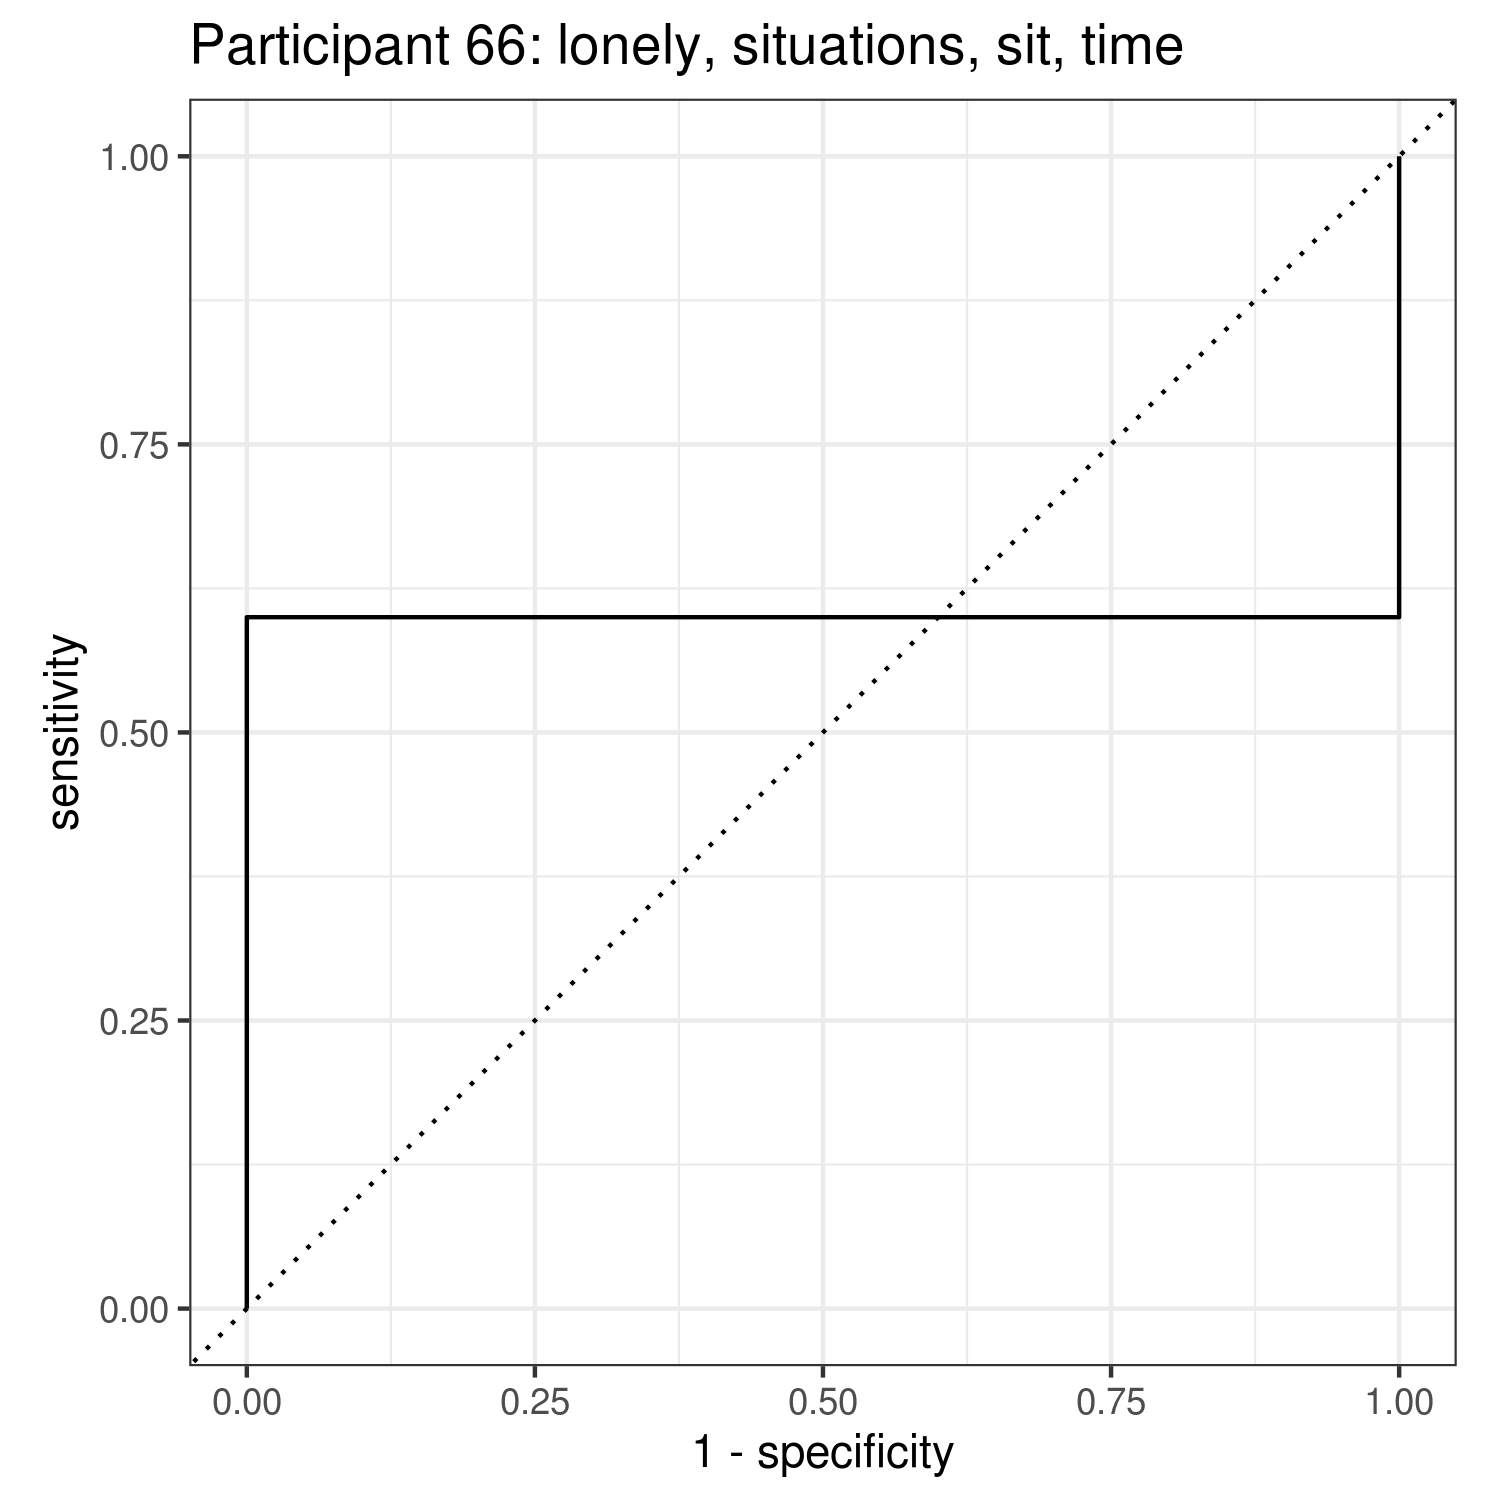 Participant 66: lonely, situations, sit, time
1.00
0.75
0.50
0.25
0.00
sensitivity
0.00 0.25 0.50 0.75 1.00
1 - specificity